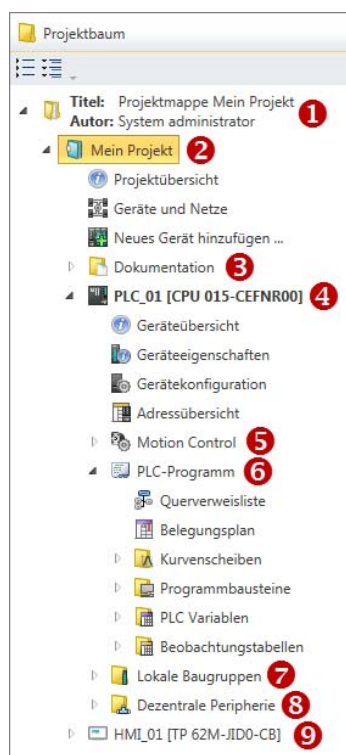 Projektbaum
Titel: Projektmappe Mein Projekt 1
Autor: System administrator
Mein Projekt 2
Projektübersicht
Geräte und Netze
Neues Gerät hinzufügen ...
Dokumentation 3
PLC_01 [CPU 015-CEFNR00] 4
Geräteübersicht
Geräteeigenschaften
Gerätekonfiguration
Adressübersicht
Motion Control 5
PLC-Programm 6
Querverweisliste
Belegungsplan
Kurvenscheiben
Programmbausteine
PLC Variablen
Beobachtungstabellen
Lokale Baugruppen 7
Dezentrale Peripherie 8
HMI_01 [TP 62M-JID0-CB] 9